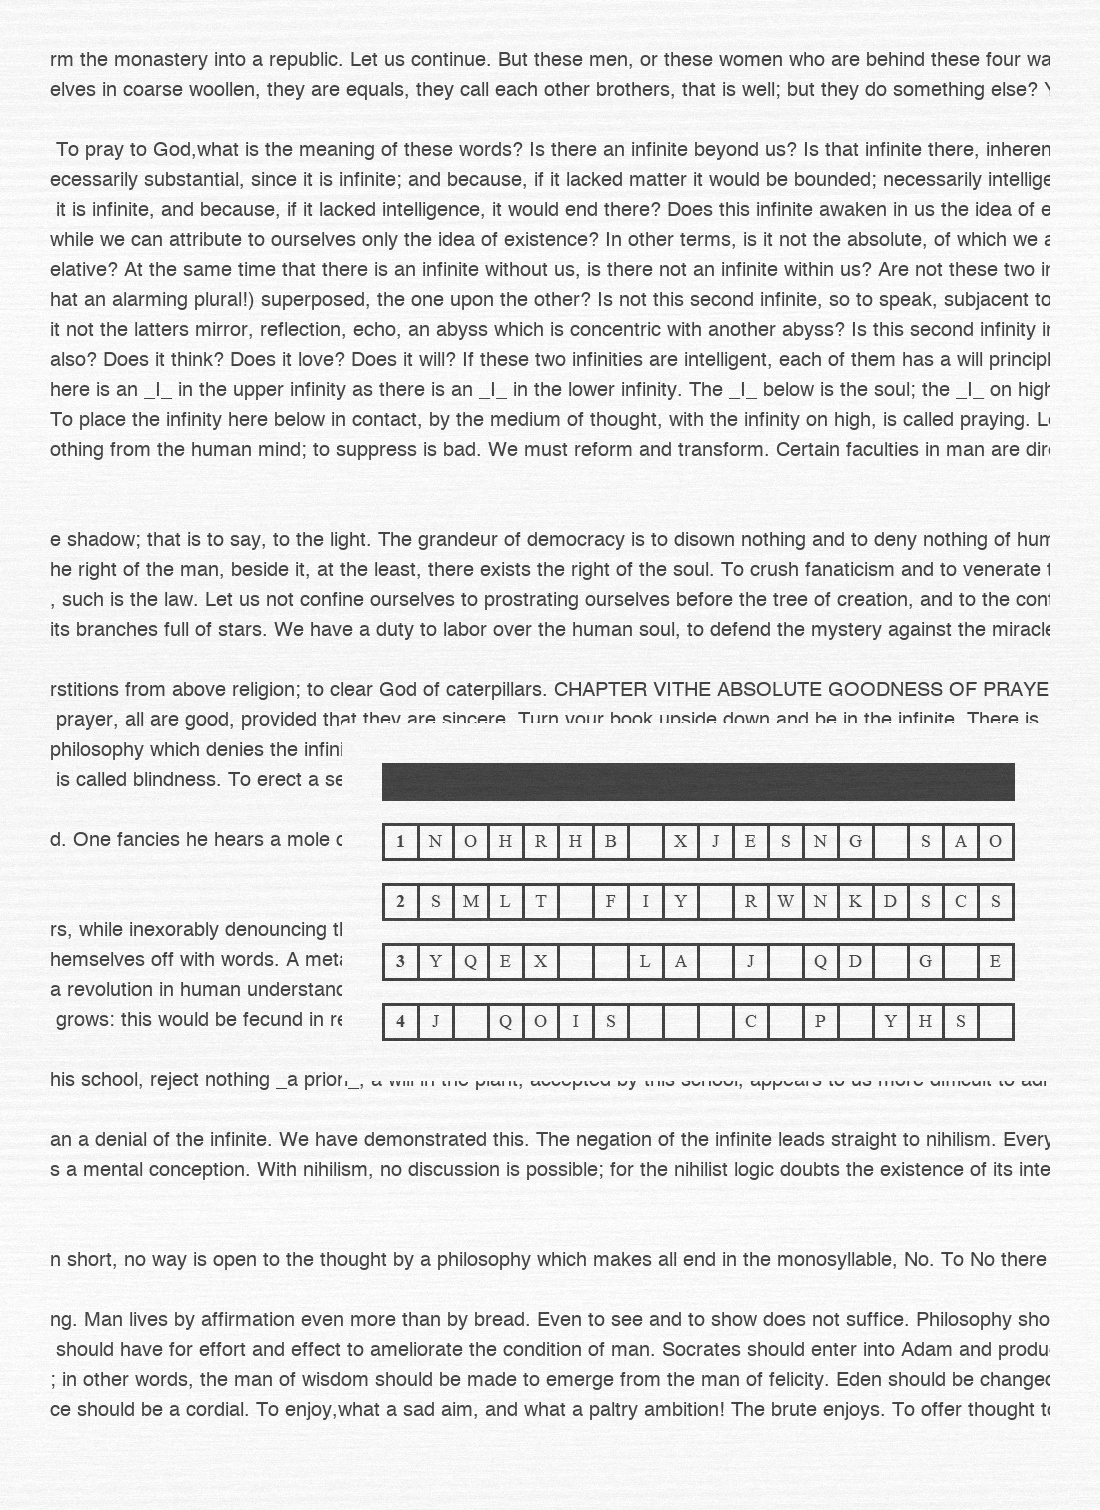 rm the monastery into a republic. Let us continue. But these men, or these women who are behind these four wa
elves in coarse woollen, they are equals, they call each other brothers, that is well; but they do something else?
To pray to God,what is the meaning of these words? Is there an infinite beyond us? Is that infinite there, inheren
ecessarily substantial, since it is infinite; and because, if it lacked matter it would be bounded; necessarily intellige
it is infinite, and because, if it lacked intelligence, it would end there? Does this infinite awaken in us the idea of e
while we can attribute to ourselves only the idea of existence? In other terms, is it not the absolute, of which we a
elative? At the same time that there is an infinite without us, is there not an infinite within us? Are not these two in
hat an alarming plural!) superposed, the one upon the other? Is not this second infinite, so to speak, subjacent to
it not the latters mirror, reflection, echo, an abyss which is concentric with another abyss? Is this second infinity in
also? Does it think? Does it love? Does it will? If these two infinities are intelligent, each of them has a will principl
here is an _I_ in the upper infinity as there is an _I_ in the lower infinity. The _I_ below is the soul; the _I_ on high
To place the infinity here below in contact, by the medium of thought, with the infinity on high, is called praying. Le
othing from the human mind; to suppress is bad. We must reform and transform. Certain faculties in man are dire
e shadow; that is to say, to the light. The grandeur of democracy is to disown nothing and to deny nothing of hum
he right of the man, beside it, at the least, there exists the right of the soul. To crush fanaticism and to venerate t
, such is the law. Let us not confine ourselves to prostrating ourselves before the tree of creation, and to the cont
its branches full of stars. We have a duty to labor over the human soul, to defend the mystery against the miracle
rstitions from above religion; to clear God of caterpillars. CHAPTER VITHE ABSOLUTE GOODNESS OF PRAYE
prayer, all are good, provided that they are sincere. Turn your book upside down and be in the infinite. There is
philosophy which denies the infini
is called blindness. To erect a se
d. One fancies he hears a mole c
1 N O H R H B X J E S N G S A O
2 S M L T F I Y R W N K D S C S
rs, while inexorably denouncing th
hemselves off with words. A meta
3 Y Q E X L A J Q D G E
a revolution in human understand
grows: this would be fecund in re
4 J Q O I S C P Y H S
his school, reject nothing _a priori_, a will in the plant, accepted by this school, appears to us more difficult to adm
an a denial of the infinite. We have demonstrated this. The negation of the infinite leads straight to nihilism. Every
s a mental conception. With nihilism, no discussion is possible; for the nihilist logic doubts the existence of its inte
n short, no way is open to the thought by a philosophy which makes all end in the monosyllable, No. To No there
ng. Man lives by affirmation even more than by bread. Even to see and to show does not suffice. Philosophy sho
should have for effort and effect to ameliorate the condition of man. Socrates should enter into Adam and produ
; in other words, the man of wisdom should be made to emerge from the man of felicity. Eden should be changed
ce should be a cordial. To enjoy,what a sad aim, and what a paltry ambition! The brute enjoys. To offer thought to